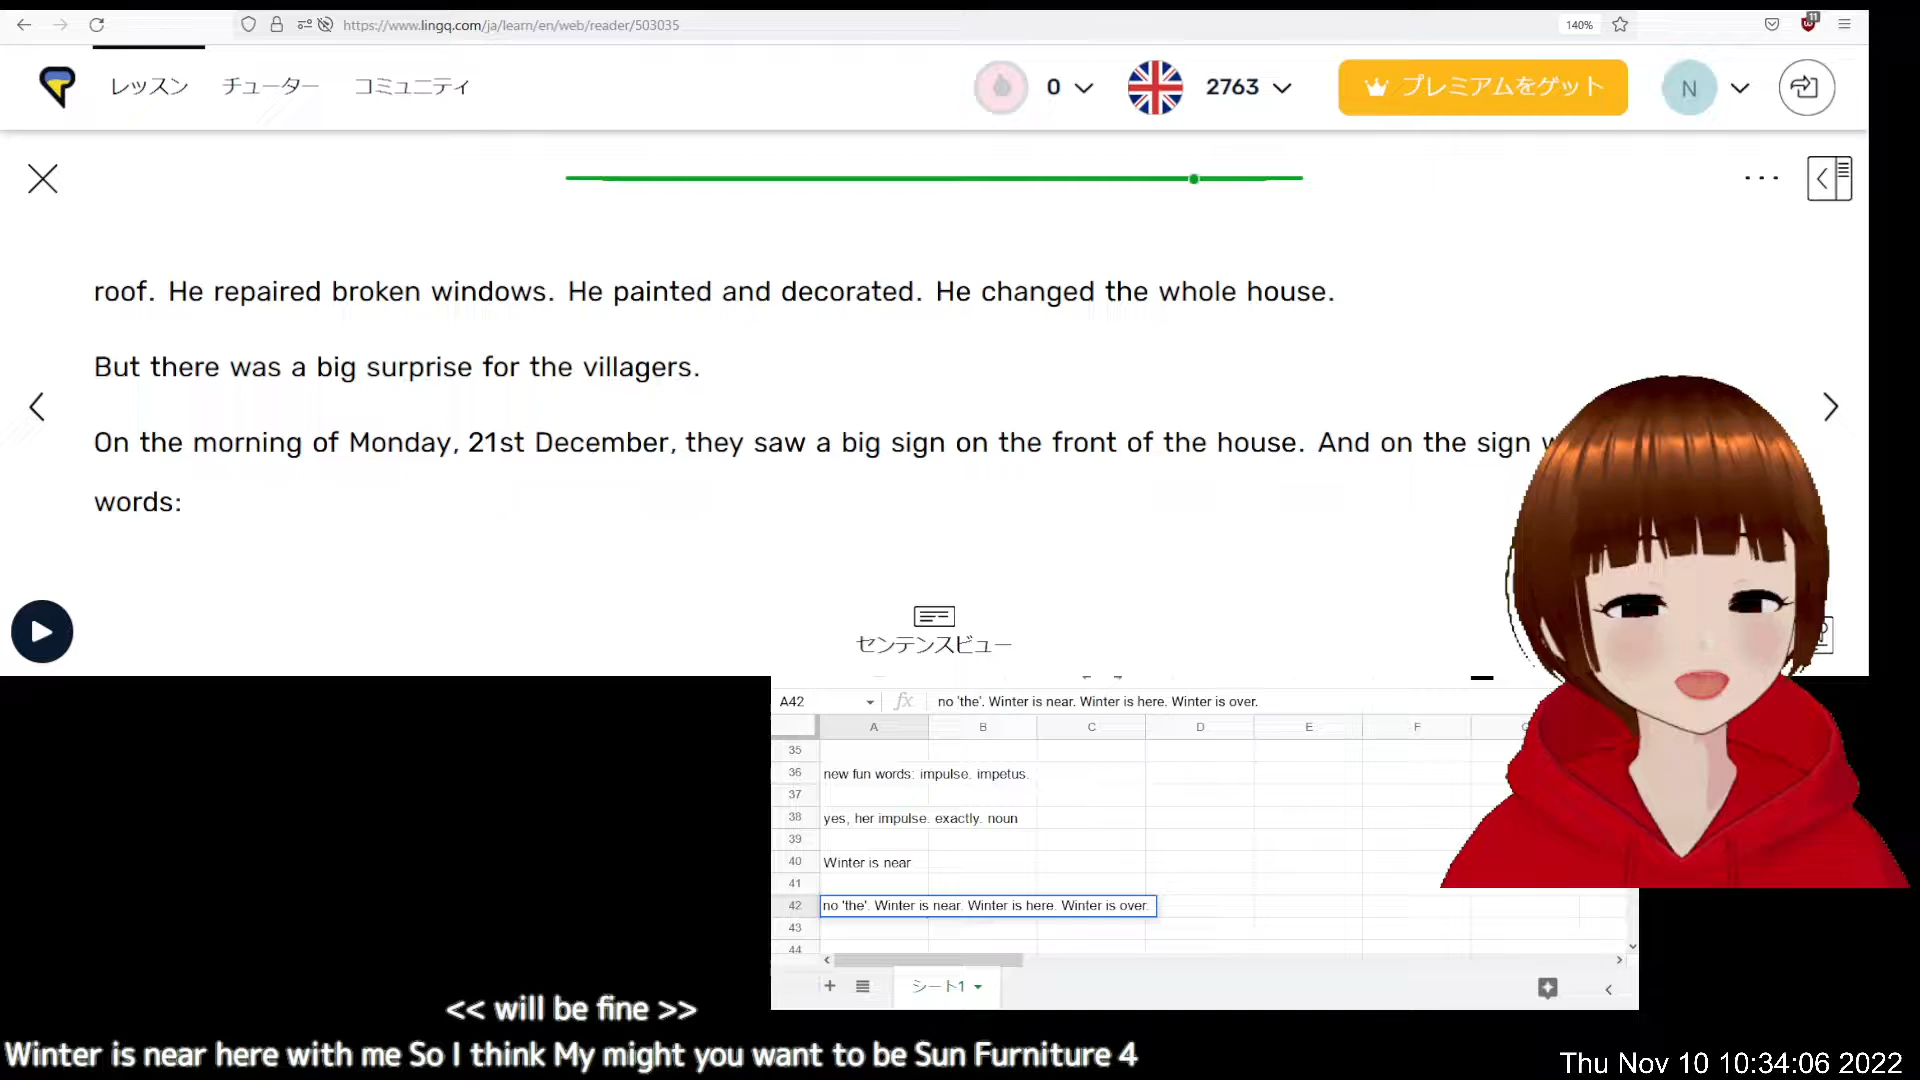 https://www.lingq.com/ja/learn/en/web/reader/503035
140%
11
レッスン
チューター
コミュニティ
0
2763
プレミアムをゲット
N
roof. He repaired broken windows. He painted and decorated. He changed the whole house.
But there was a big surprise for the villagers.
On the morning of Monday, 21st December, they saw a big sign on the front of the house. And on the sign
words:
センテンスビュー
A42
fx
no 'the'. Winter is near. Winter is here. Winter is over.
A B C D E F
35
36 new fun words: impulse. impetus.
37
38 yes, her impulse. exactly. noun
39
40 Winter is near
41
42 no 'the'. Winter is near. Winter is here. Winter is over.
43
44
シート1
<< will be fine >>
Winter is near here with me So I think My might you want to be Sun Furniture 4
Thu Nov 10 10:34:06 2022